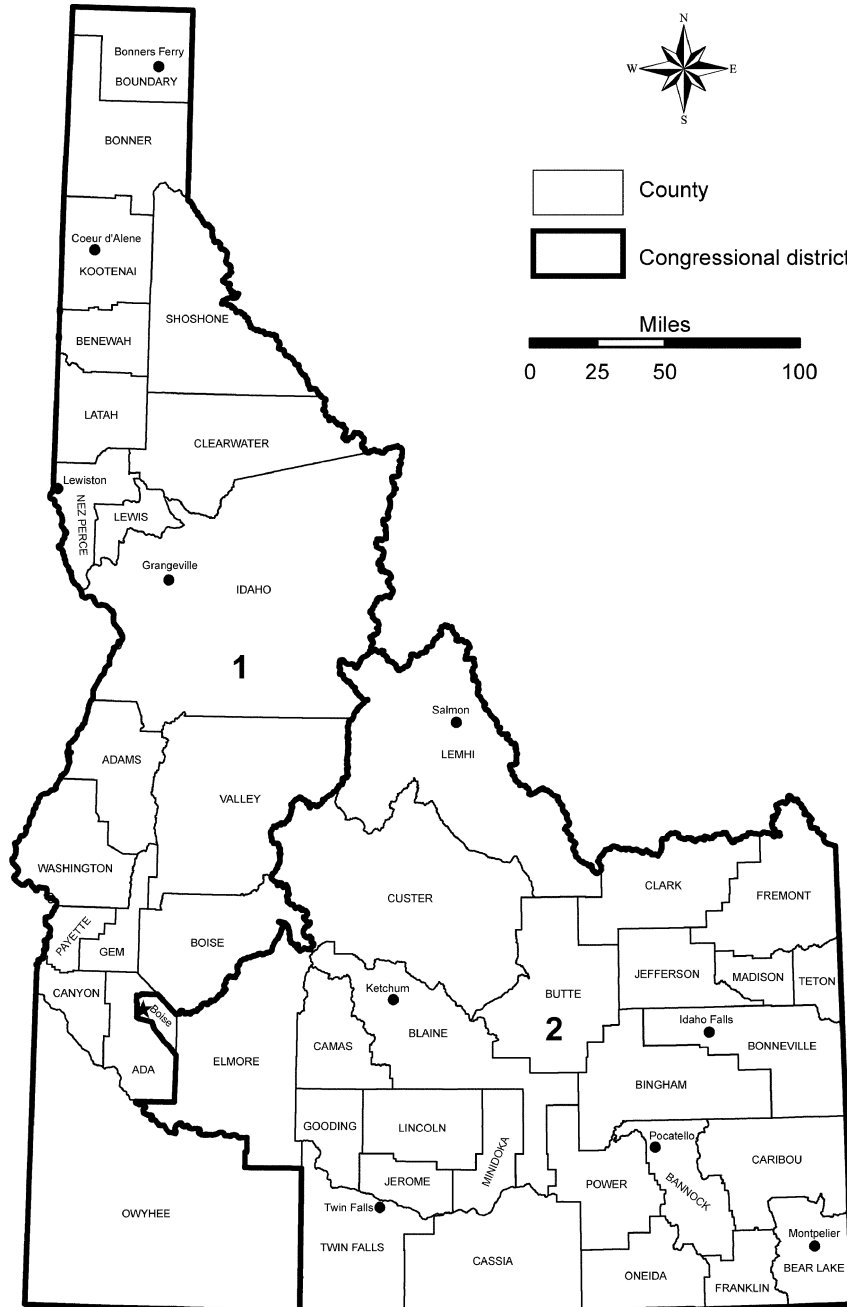 N
W
E
S
Bonners Ferry
BOUNDARY
BONNER
County
Coeur d'Alene
KOOTENAI
Congressional district
SHOSHONE
Miles
0 25 50 100
BENEWAH
LATAH
CLEARWATER
Lewiston
NEZ PERCE
LEWIS
Grangeville
IDAHO
1
Salmon
LEMHI
ADAMS
VALLEY
WASHINGTON
CUSTER
CLARK
FREMONT
PAYETTE
GEM
BOISE
JEFFERSON
MADISON
TETON
CANYON
Boise
Ketchum
BUTTE
2
BLAINE
Idaho Falls
BONNEVILLE
ADA
ELMORE
CAMAS
BINGHAM
GOODING
LINCOLN
MINIDOKA
Pocatello
CARIBOU
JEROME
POWER
BANNOCK
OWYHEE
Twin Falls
TWIN FALLS
CASSIA
Montpelier
BEAR LAKE
ONEIDA
FRANKLIN